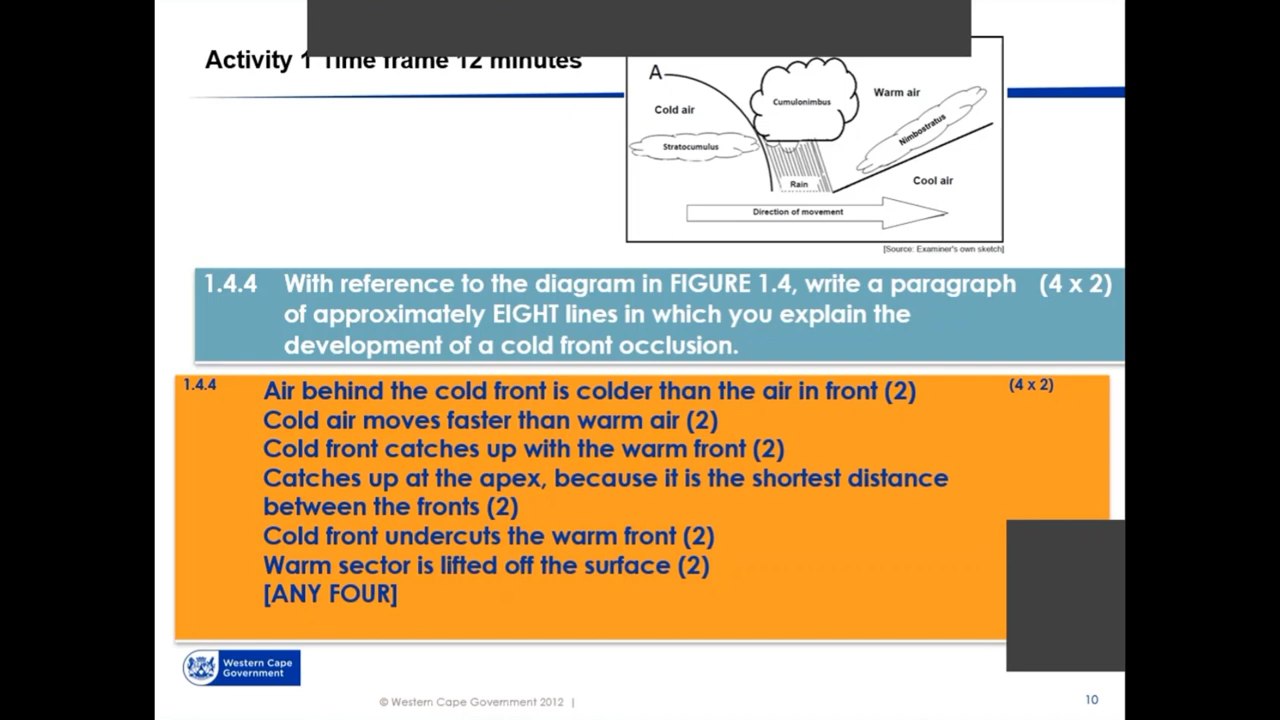 Activity 1 Time frame 12 minutes
A
Cold air
Cumulonimbus
Warm air
Stratocumulus
Nimbostratus
Rain
Cool air
Direction of movement
[Source: Examiner's own sketch]
1.4.4 With reference to the diagram in FIGURE 1.4, write a paragraph (4 x 2)
of approximately EIGHT lines in which you explain the
development of a cold front occlusion.
1.4.4 Air behind the cold front is colder than the air in front (2) (4 x 2)
Cold air moves faster than warm air (2)
Cold front catches up with the warm front (2)
Catches up at the apex, because it is the shortest distance
between the fronts (2)
Cold front undercuts the warm front (2)
Warm sector is lifted off the surface (2)
[ANY FOUR]
Western Cape
Government
© Western Cape Government 2012 |
10